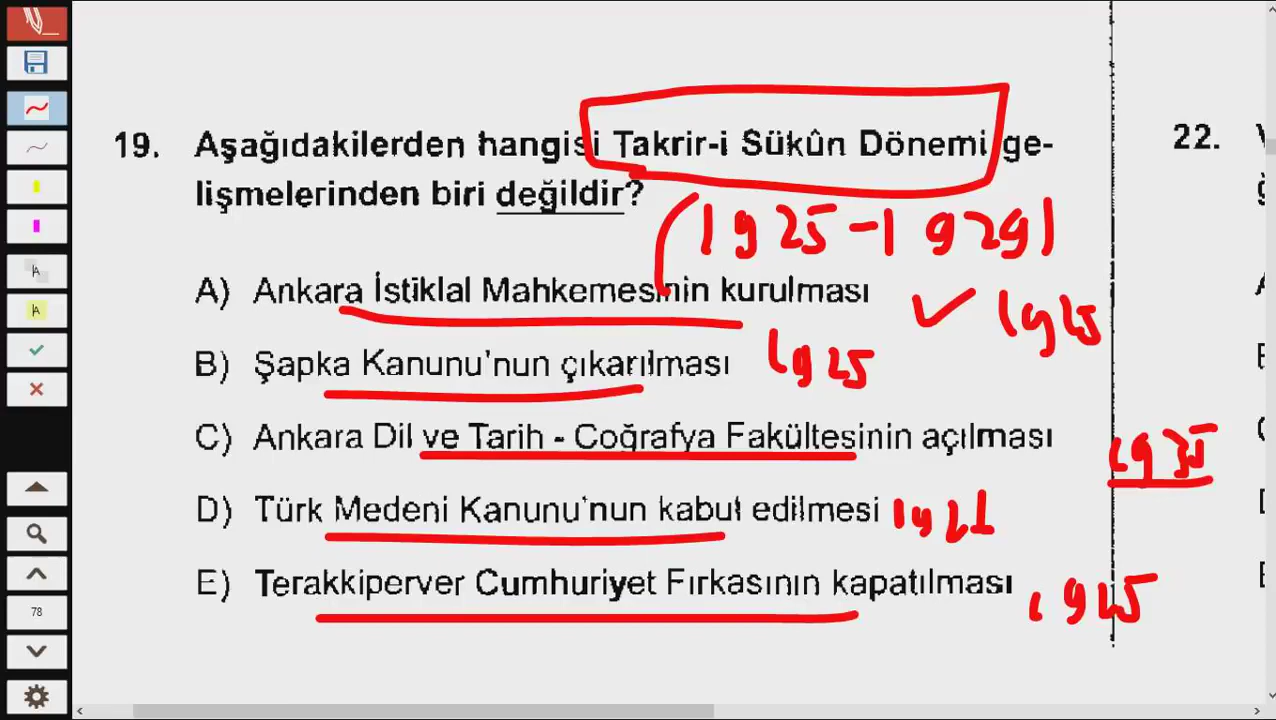 19. Aşağıdakilerden hangisi Takrir-i Sükûn Dönemi ge-
lişmelerinden biri değildir?
(1925-1929)
A) Ankara İstiklal Mahkemesinin kurulması
✓ 1925
B) Şapka Kanunu'nun çıkarılması
1925
C) Ankara Dil ve Tarih - Coğrafya Fakültesinin açılması
1935
D) Türk Medeni Kanunu'nun kabul edilmesi
E) Terakkiperver Cumhuriyet Fırkasının kapatılması
1925
22.
78